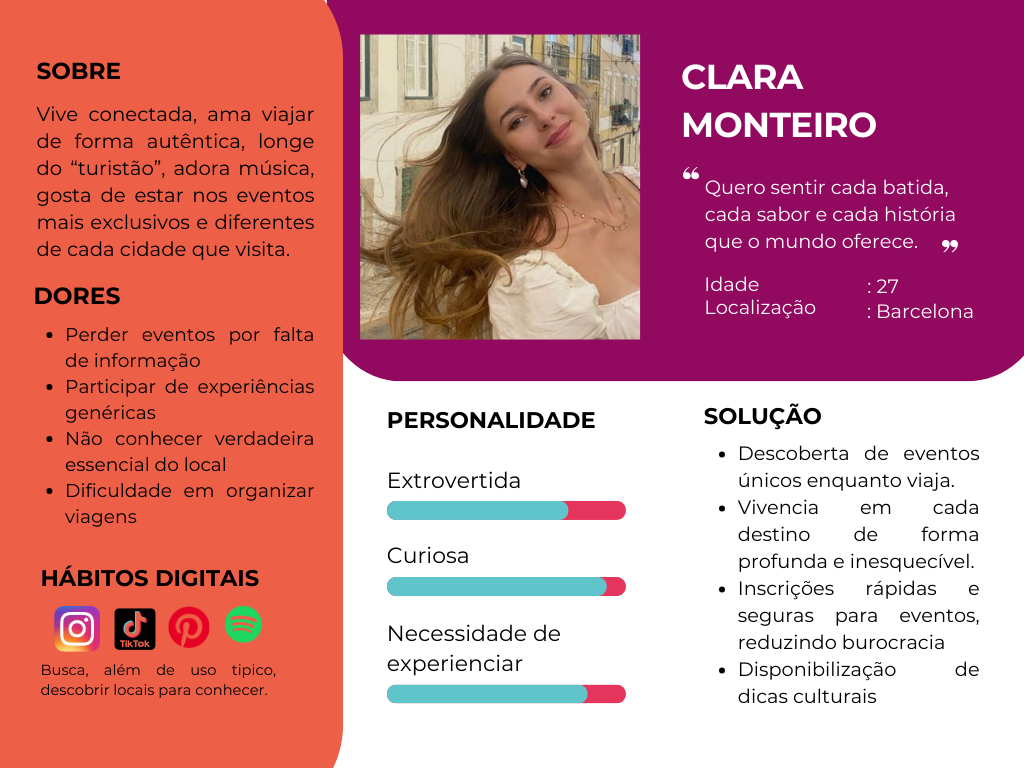 SOBRE
Vive conectada, ama viajar
de forma autêntica, longe
do “turistão”, adora música,
gosta de estar nos eventos
mais exclusivos e diferentes
de cada cidade que visita.
DORES
• Perder eventos por falta
de informação
• Participar de experiências
genéricas
• Não conhecer verdadeira
essencial do local
• Dificuldade em organizar
viagens
HÁBITOS DIGITAIS
TikTok
Busca, além de uso tipico,
descobrir locais para conhecer.
CLARA
MONTEIRO
“ Quero sentir cada batida,
cada sabor e cada história
que o mundo oferece. ”
Idade : 27
Localização : Barcelona
PERSONALIDADE
Extrovertida
Curiosa
Necessidade de
experienciar
SOLUÇÃO
• Descoberta de eventos
únicos enquanto viaja.
• Vivencia em cada
destino de forma
profunda e inesquecível.
• Inscrições rápidas e
seguras para eventos,
reduzindo burocracia
• Disponibilização de
dicas culturais